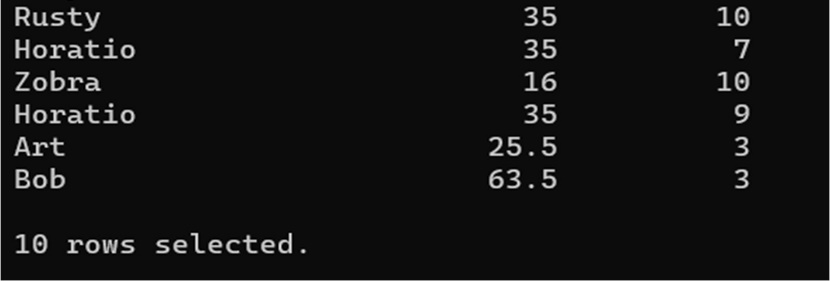 Rusty 35 10
Horatio 35 7
Zobra 16 10
Horatio 35 9
Art 25.5 3
Bob 63.5 3
10 rows selected.